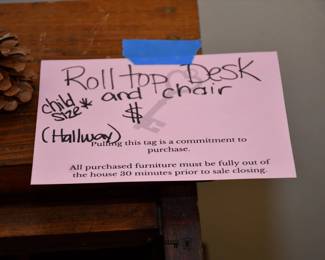 Roll top Desk
and chair
child
size *
$
(Hallway)
Pulling this tag is a commitment to
purchase.
All purchased furniture must be fully out of
the house 30 minutes prior to sale closing.